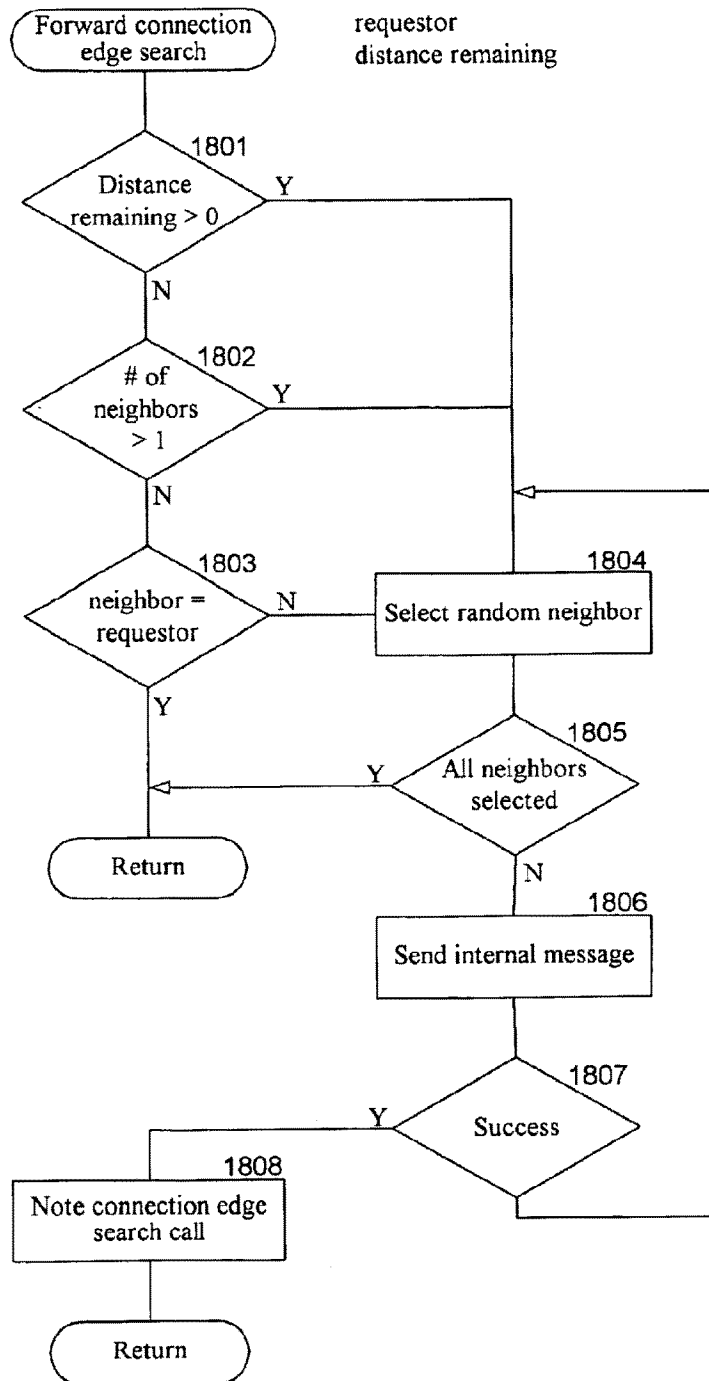 Forward connection
edge search
requestor
distance remaining
1801
Distance
remaining > 0
Y
N
1802
# of
neighbors
> 1
Y
N
1803
neighbor =
requestor
N
Y
1804
Select random neighbor
1805
All neighbors
selected
Y
N
Return
1806
Send internal message
1807
Success
Y
1808
Note connection edge
search call
Return